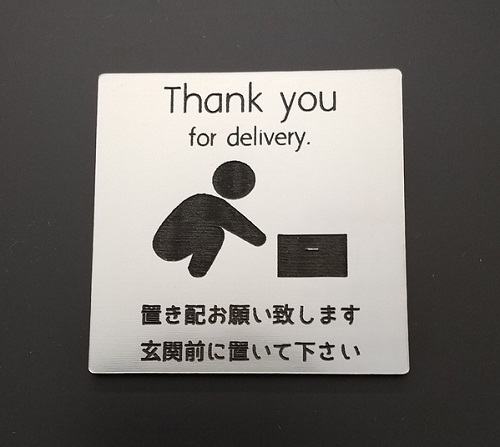 Thank you
for delivery.
置き配お願い致します
玄関前に置いて下さい